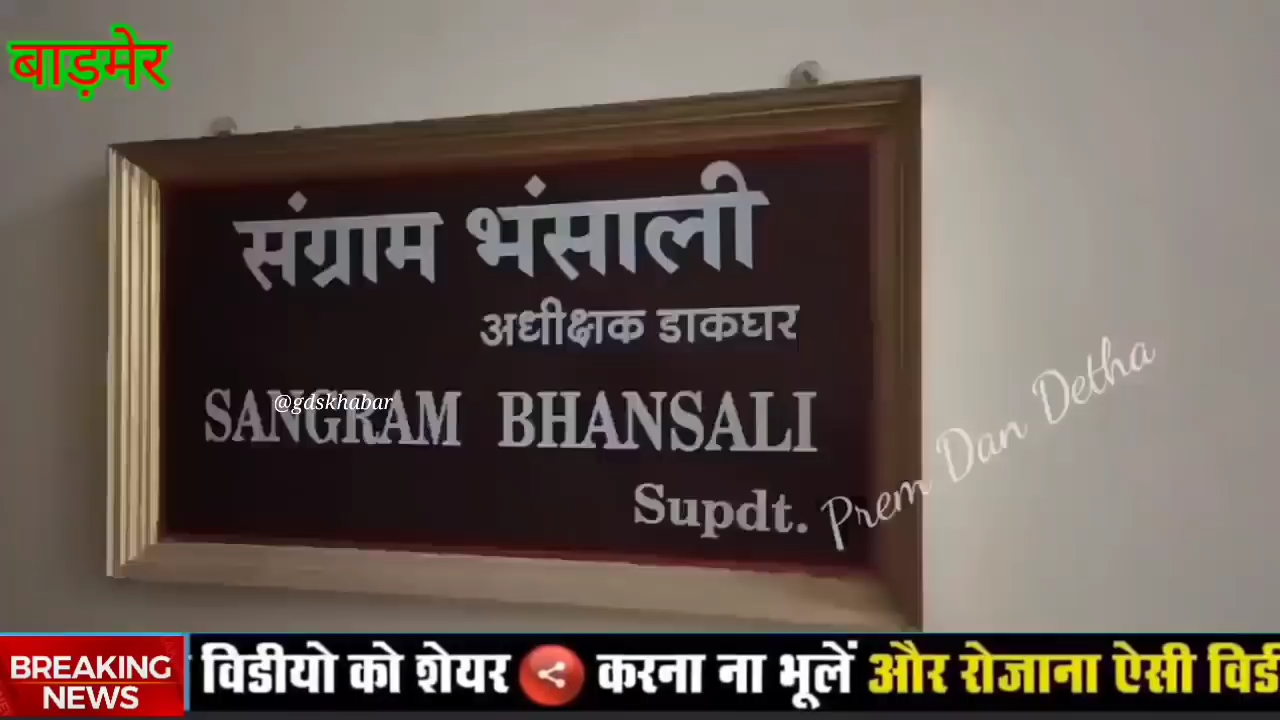 बाड़मेर
संग्राम भंसाली
अधीक्षक डाकघर
@gdskhabar
SANGRAM BHANSALI
Supdt.
Prem Dan Detha
BREAKING
NEWS
विडीयो को शेयर करना ना भूलें और रोजाना ऐसी